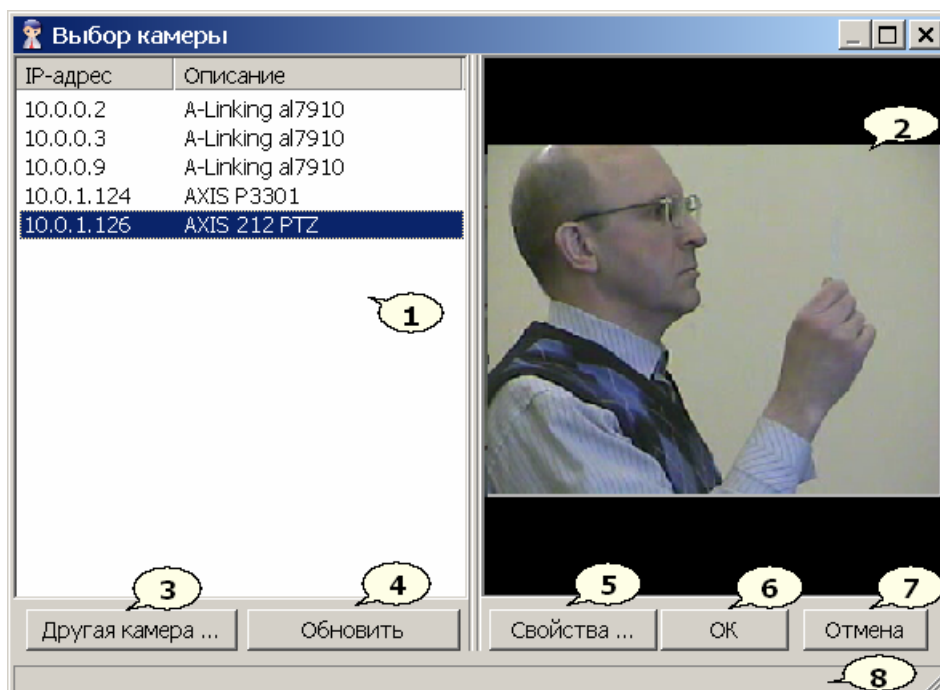 Выбор камеры
IP-адрес Описание
10.0.0.2 A-Linking al7910
10.0.0.3 A-Linking al7910
10.0.0.9 A-Linking al7910
10.0.1.124 AXIS P3301
10.0.1.126 AXIS 212 PTZ
2
1
3
4
5
6
7
Другая камера ...
Обновить
Свойства ...
ОК
Отмена
8